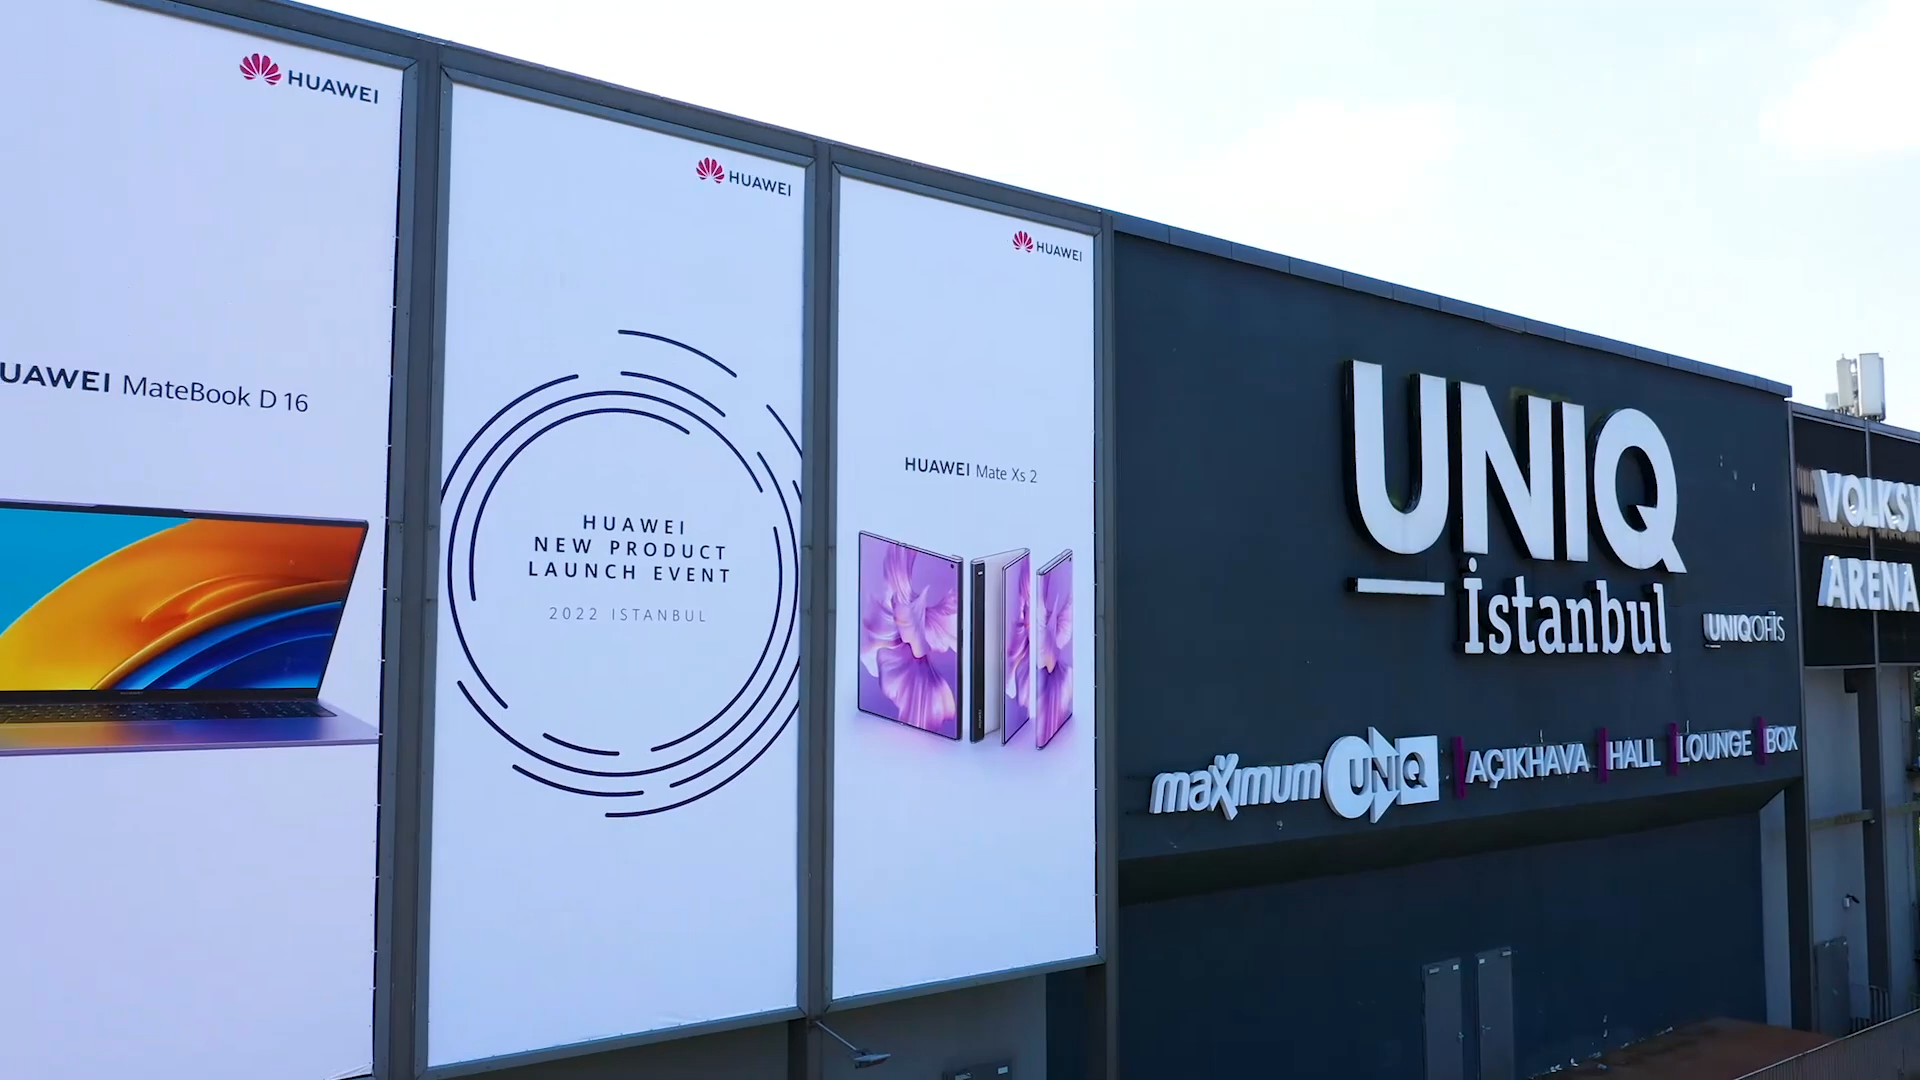 HUAWEI
UAWEI MateBook D 16
HUAWEI
HUAWEI
NEW PRODUCT
LAUNCH EVENT
2022 ISTANBUL
HUAWEI
HUAWEI Mate Xs 2
UNIQ
İstanbul
UNIQOFİS
maximum UNIQ AÇIKHAVA HALL LOUNGE BOX
VOLKSW
ARENA